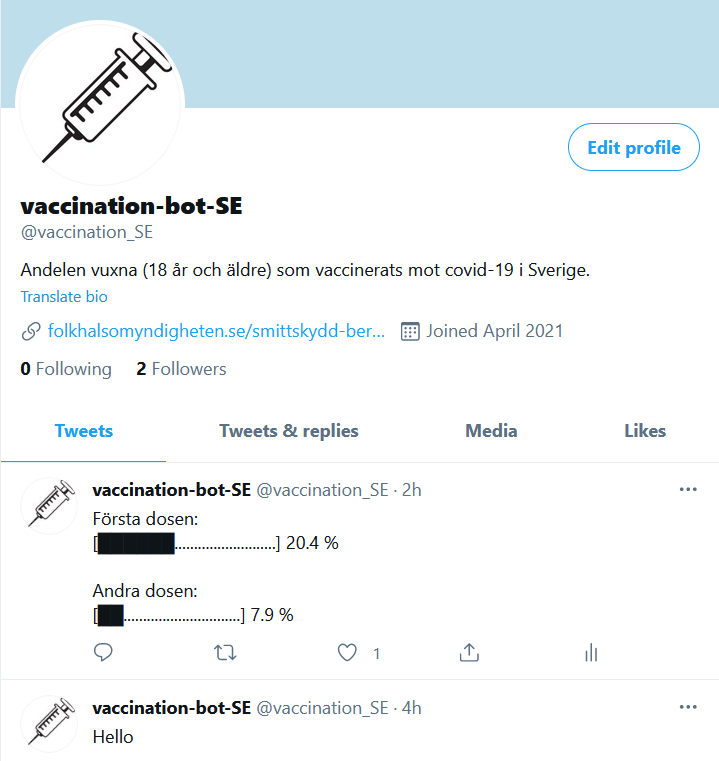 Edit profile
vaccination-bot-SE
@vaccination_SE
Andelen vuxna (18 år och äldre) som vaccinerats mot covid-19 i Sverige.
Translate bio
folkhalsomyndigheten.se/smittskydd-ber... Joined April 2021
0 Following 2 Followers
Tweets Tweets & replies Media Likes
vaccination-bot-SE @vaccination_SE · 2h
Första dosen:
[██████..........................] 20.4 %
Andra dosen:
[██..............................] 7.9 %
1
vaccination-bot-SE @vaccination_SE · 4h
Hello